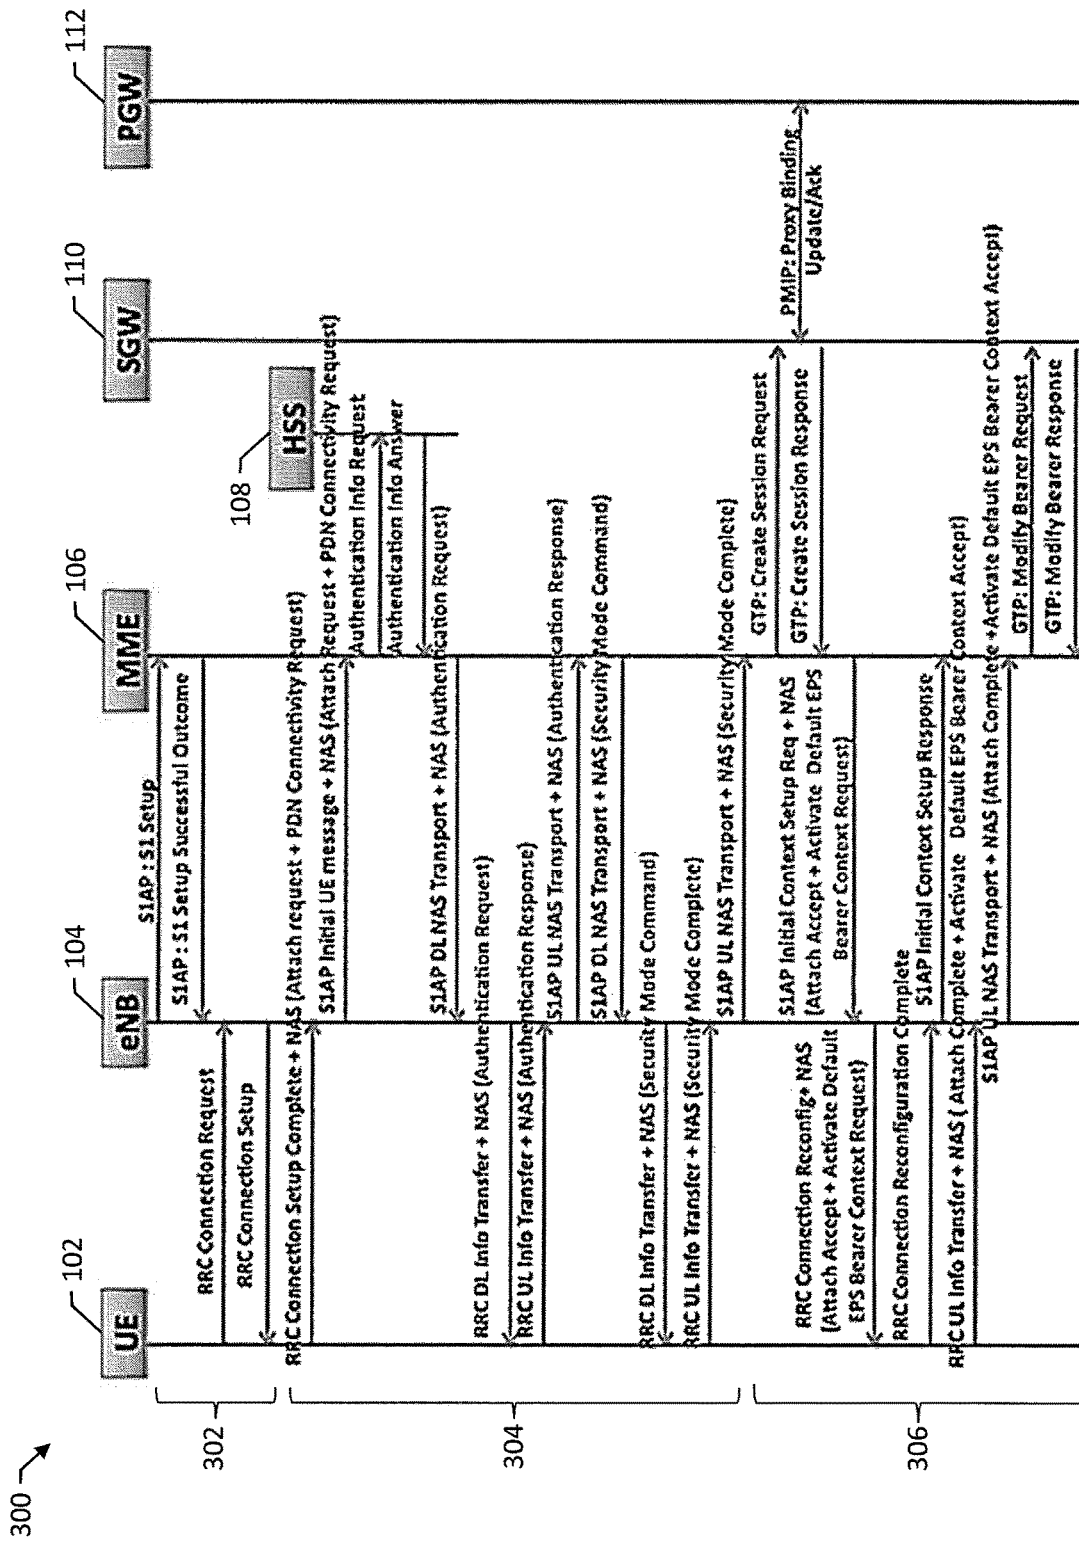 300
102
104
106
108
110
112
UE
eNB
MME
HSS
SGW
PGW
302
304
306
S1AP : S1 Setup
S1AP : S1 Setup Successful Outcome
RRC Connection Request
RRC Connection Setup
RRC Connection Setup Complete + NAS (Attach request + PDN Connectivity Request)
S1AP Initial UE message + NAS (Attach Request + PDN Connectivity Request)
Authentication Info Request
Authentication Info Answer
S1AP DL NAS Transport + NAS (Authentication Request)
RRC DL Info Transfer + NAS (Authentication Request)
RRC UL Info Transfer + NAS (Authentication Response)
S1AP UL NAS Transport + NAS (Authentication Response)
S1AP DL NAS Transport + NAS (Security Mode Command)
RRC DL Info Transfer + NAS (Security Mode Command)
RRC UL Info Transfer + NAS (Security Mode Complete)
S1AP UL NAS Transport + NAS (Security Mode Complete)
GTP: Create Session Request
PMIP: Proxy Binding
Update/Ack
GTP: Create Session Response
S1AP Initial Context Setup Req + NAS
(Attach Accept + Activate Default EPS
Bearer Context Request)
RRC Connection Reconfig+ NAS
(Attach Accept + Activate Default
EPS Bearer Context Request)
RRC Connection Reconfiguration Complete
S1AP Initial Context Setup Response
RRC UL Info Transfer + NAS ( Attach Complete + Activate Default EPS Bearer Context Accept)
S1AP UL NAS Transport + NAS (Attach Complete +Activate Default EPS Bearer Context Accept)
GTP: Modify Bearer Request
GTP: Modify Bearer Response